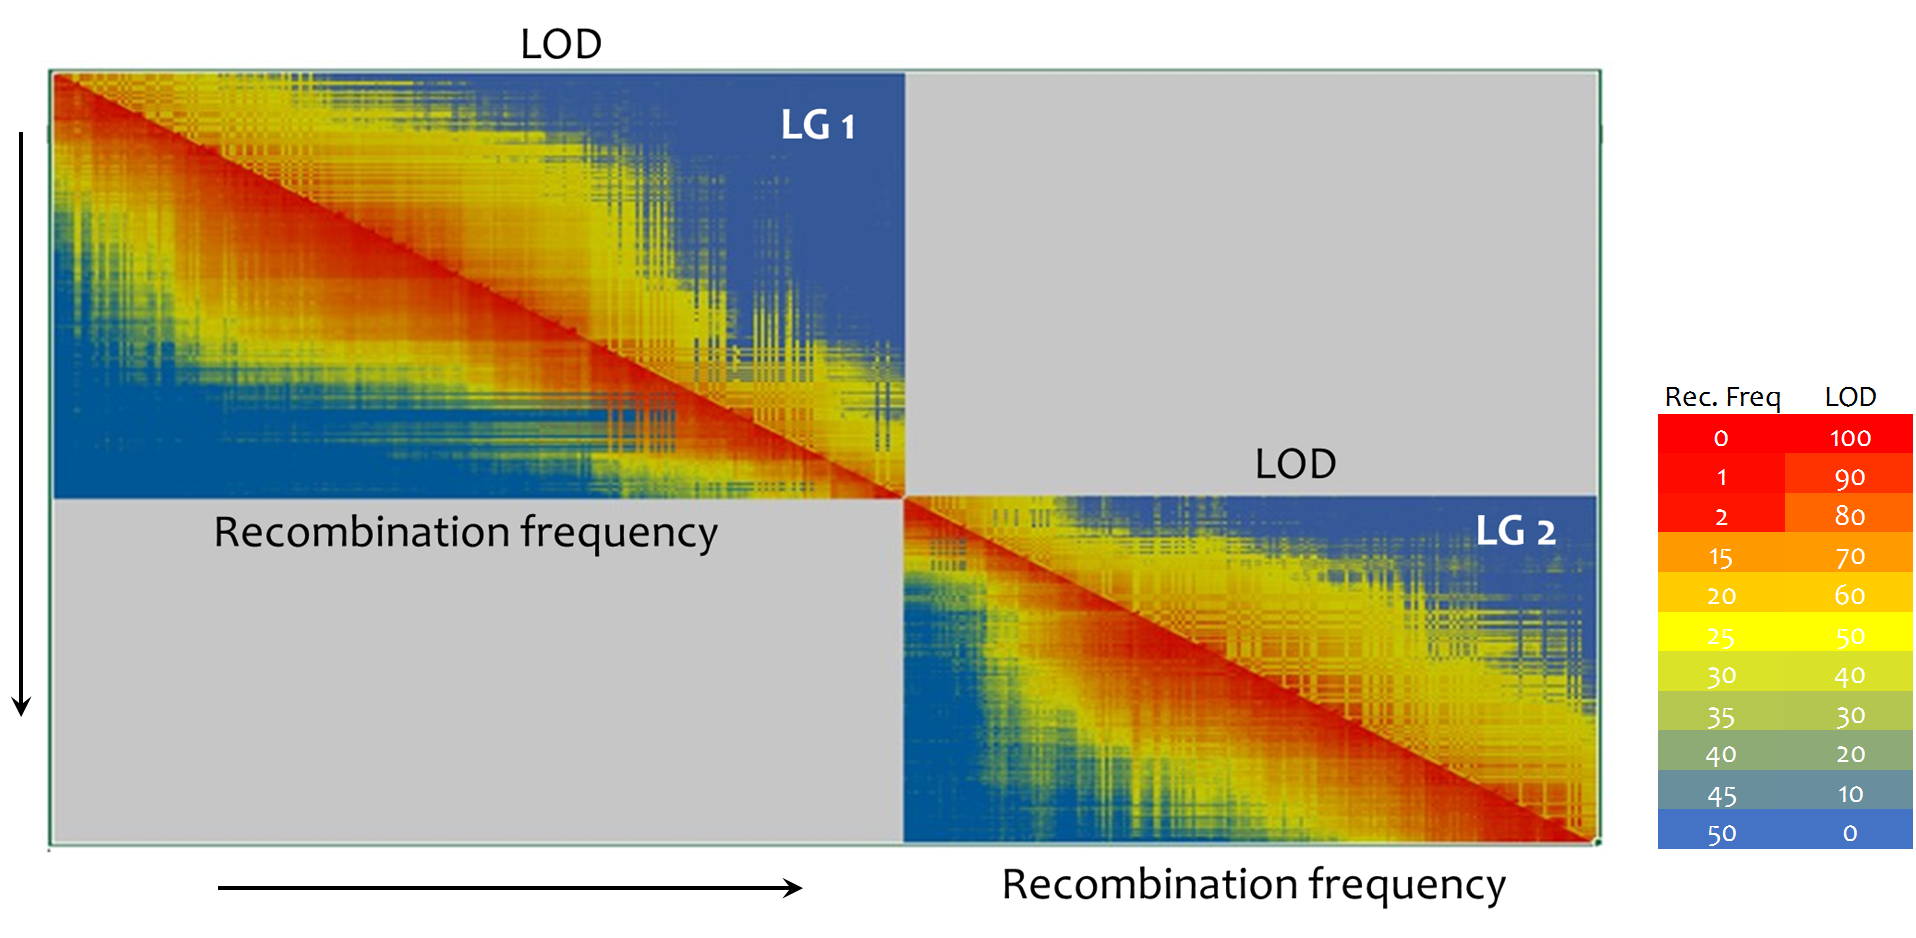 LOD
LG 1
LOD
LG 2
Recombination frequency
Recombination frequency
Rec. Freq LOD
0 100
1 90
2 80
15 70
20 60
25 50
30 40
35 30
40 20
45 10
50 0